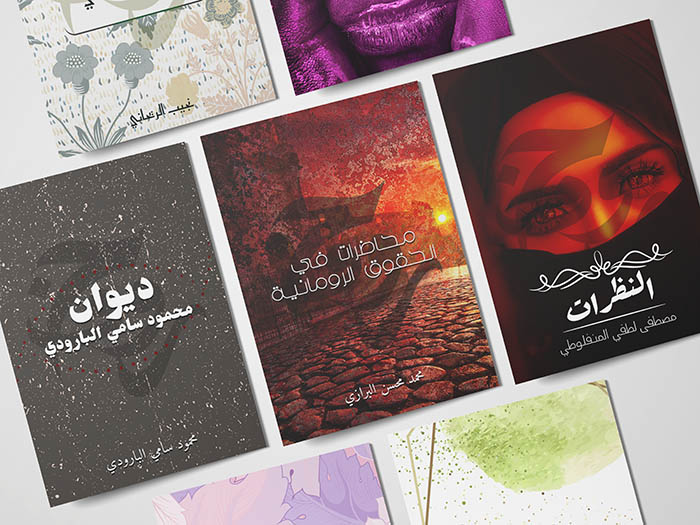 نجيب الريحاني
ديوان
محمود سامي البارودي
محمود سامي البارودي
محاضرات في
الحقوق الرومانية
محمد محسن البرازي
النظرات
مصطفى لطفي المنفلوطي